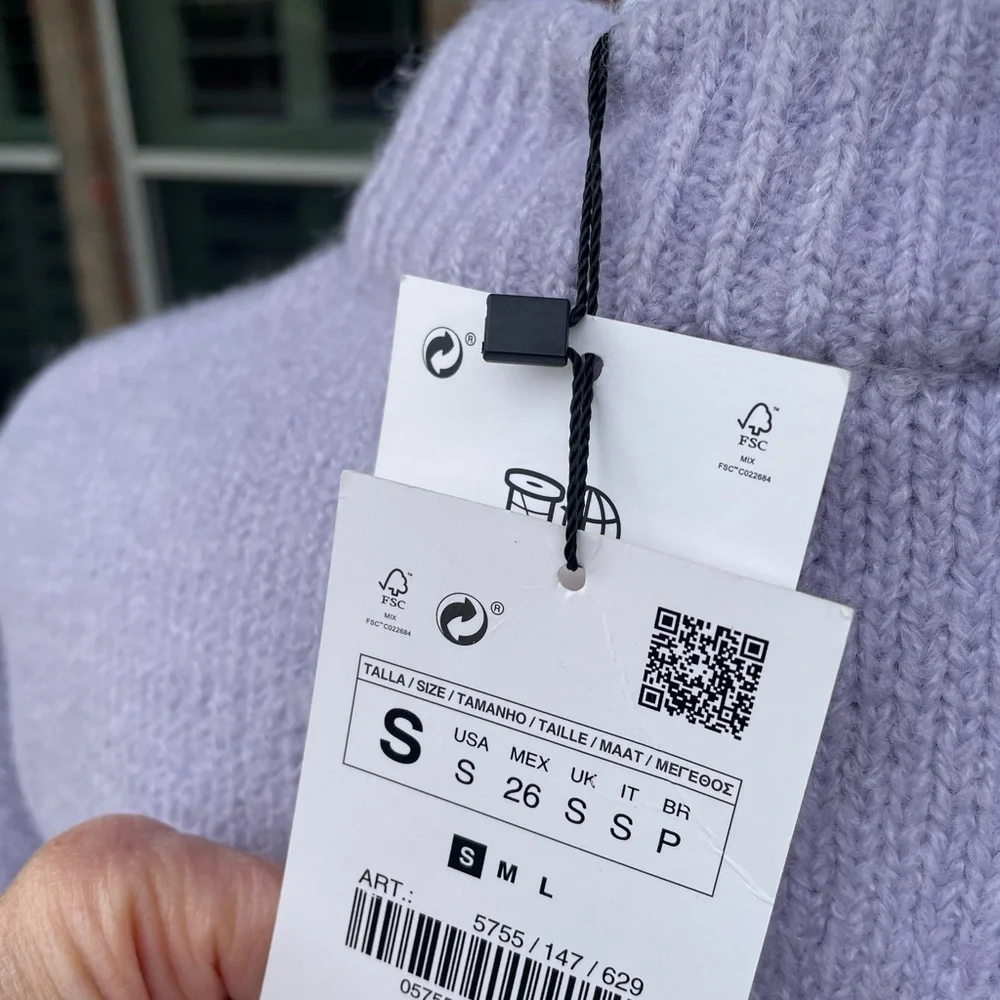 ®
FSC™
MIX
FSC™ C022684
FSC
MIX
FSC™ C022684
®
TALLA / SIZE / TAMANHO / TAILLE / MAAT / ΜΕΓΕΘΟΣ
S USA MEX UK IT BR
S 26 S S P
S M L
ART.:
5755 / 147 / 629